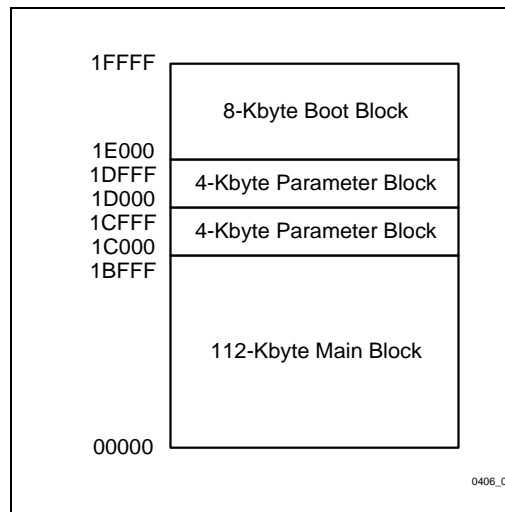 1FFFF
8-Kbyte Boot Block
1E000
1DFFF
4-Kbyte Parameter Block
1D000
1CFFF
4-Kbyte Parameter Block
1C000
1BFFF
112-Kbyte Main Block
00000
0406_0